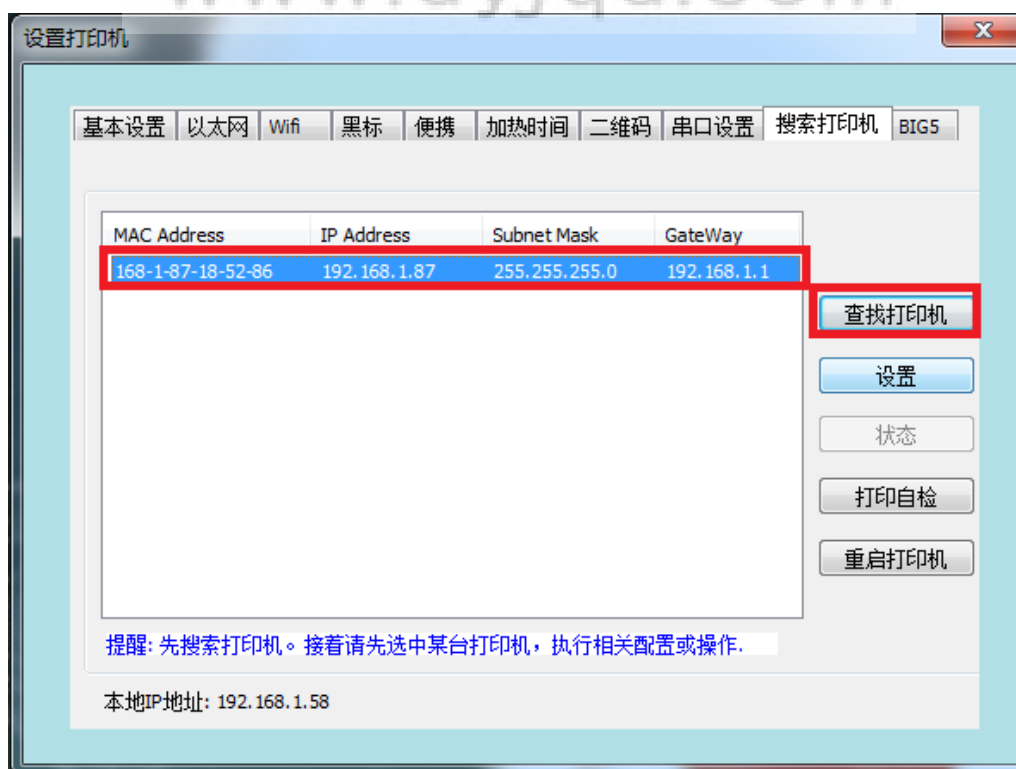 设置打印机
基本设置 以太网 Wifi 黑标 便携 加热时间 二维码 串口设置 搜索打印机 BIG5
MAC Address IP Address Subnet Mask GateWay
168-1-87-18-52-86 192.168.1.87 255.255.255.0 192.168.1.1
查找打印机
设置
状态
打印自检
重启打印机
提醒: 先搜索打印机。接着请先选中某台打印机，执行相关配置或操作.
本地IP地址: 192.168.1.58